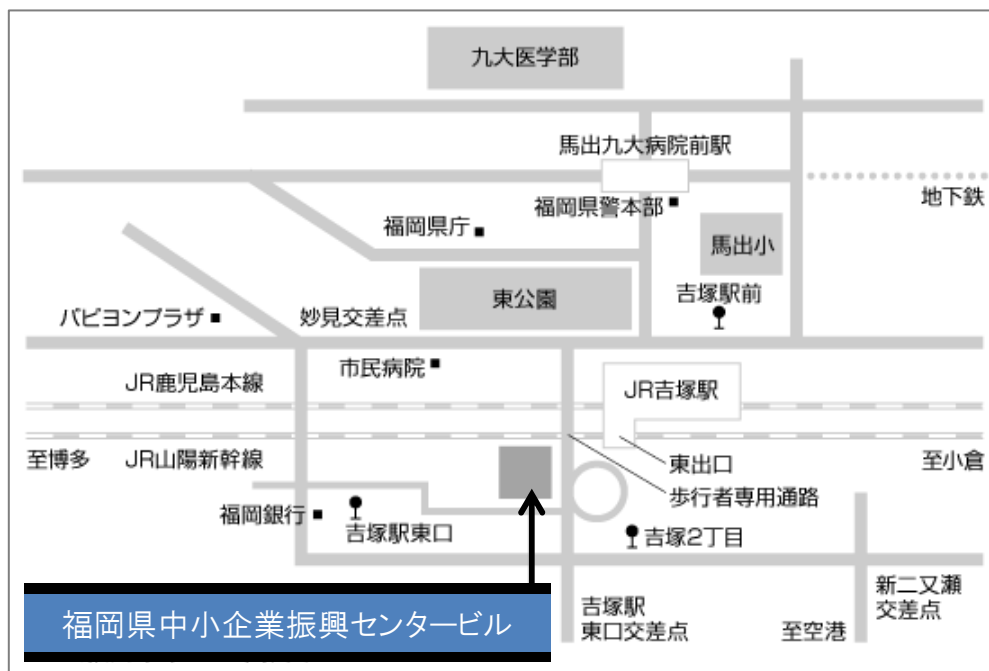 九大医学部
馬出九大病院前駅
地下鉄
福岡県警本部
福岡県庁
馬出小
東公園
吉塚駅前
パピヨンプラザ
妙見交差点
市民病院
JR鹿児島本線
JR吉塚駅
至博多
JR山陽新幹線
東出口
至小倉
歩行者専用通路
福岡銀行
吉塚駅東口
吉塚2丁目
福岡県中小企業振興センタービル
吉塚駅
東口交差点
新二又瀬
交差点
至空港